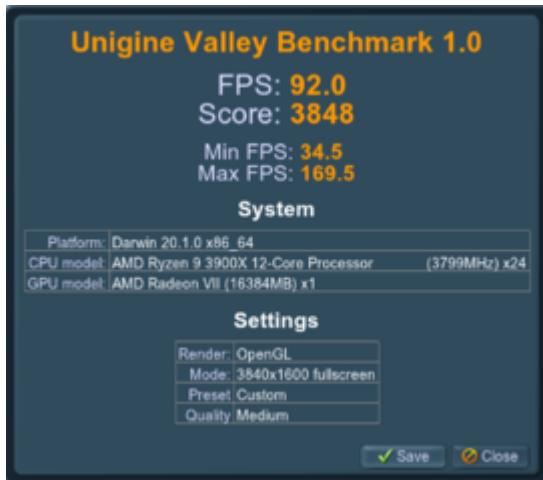 Unigine Valley Benchmark 1.0
FPS: 92.0
Score: 3848
Min FPS: 34.5
Max FPS: 169.5
System
Platform: Darwin 20.1.0 x86_64
CPU model: AMD Ryzen 9 3900X 12-Core Processor (3799MHz) x24
GPU model: AMD Radeon VII (16384MB) x1
Settings
Render: OpenGL
Mode: 3840x1600 fullscreen
Preset Custom
Quality Medium
Save Close